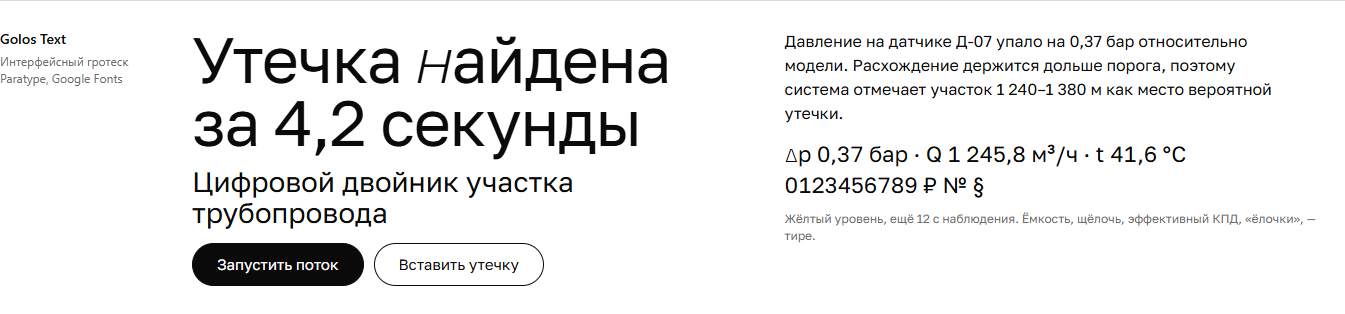 Golos Text
Интерфейсный гротеск
Paratype, Google Fonts
Утечка найдена
за 4,2 секунды
Цифровой двойник участка
трубопровода
Запустить поток
Вставить утечку
Давление на датчике Д-07 упало на 0,37 бар относительно
модели. Расхождение держится дольше порога, поэтому
система отмечает участок 1 240–1 380 м как место вероятной
утечки.
Δp 0,37 бар · Q 1 245,8 м³/ч · t 41,6 °C
0123456789 ₽ № §
Жёлтый уровень, ещё 12 с наблюдения. Ёмкость, щёлочь, эффективный КПД, «ёлочки», —
тире.